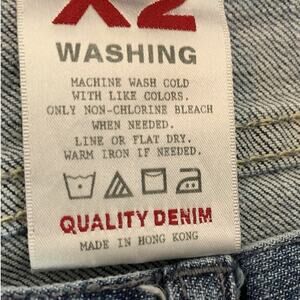 X2
WASHING
MACHINE WASH COLD
WITH LIKE COLORS.
ONLY NON-CHLORINE BLEACH
WHEN NEEDED.
LINE OR FLAT DRY.
WARM IRON IF NEEDED.
QUALITY DENIM
MADE IN HONG KONG